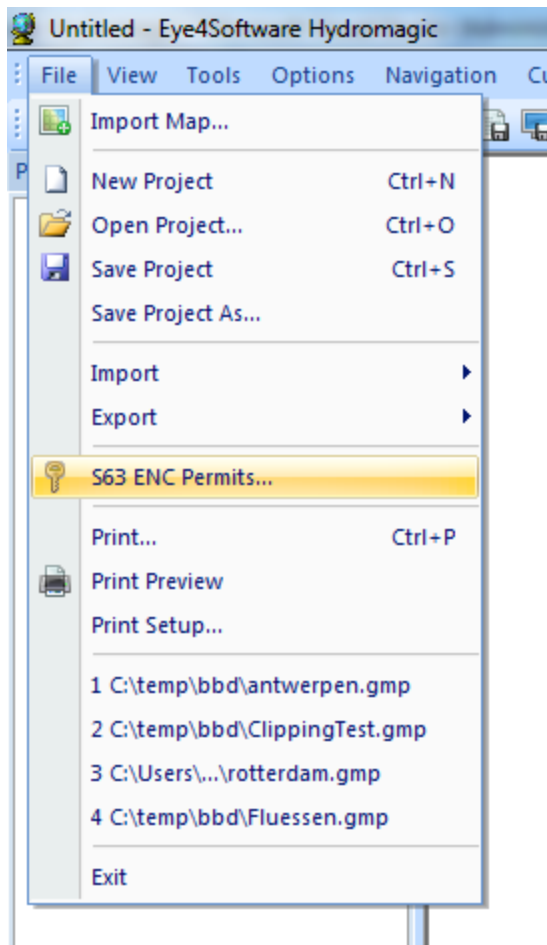 Untitled - Eye4Software Hydromagic
File View Tools Options Navigation
Import Map...
New Project Ctrl+N
Open Project... Ctrl+O
Save Project Ctrl+S
Save Project As...
Import
Export
S63 ENC Permits...
Print... Ctrl+P
Print Preview
Print Setup...
1 C:\temp\bbd\antwerpen.gmp
2 C:\temp\bbd\ClippingTest.gmp
3 C:\Users\...\rotterdam.gmp
4 C:\temp\bbd\Fluessen.gmp
Exit